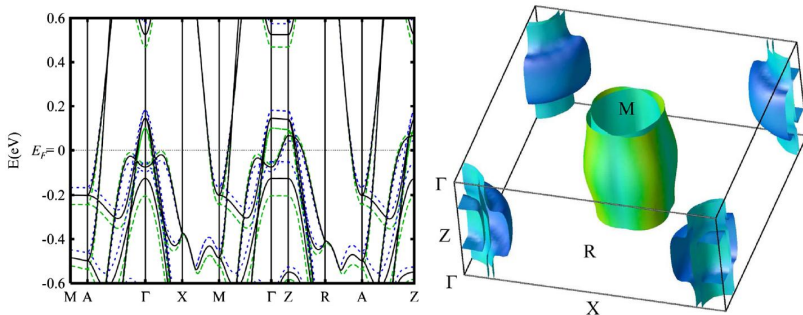 0.6
0.4
0.2
E_F= 0
-0.2
-0.4
-0.6
E(eV)
M A Γ X M Γ Z R A Z
M
Γ
Z
R
Γ
X